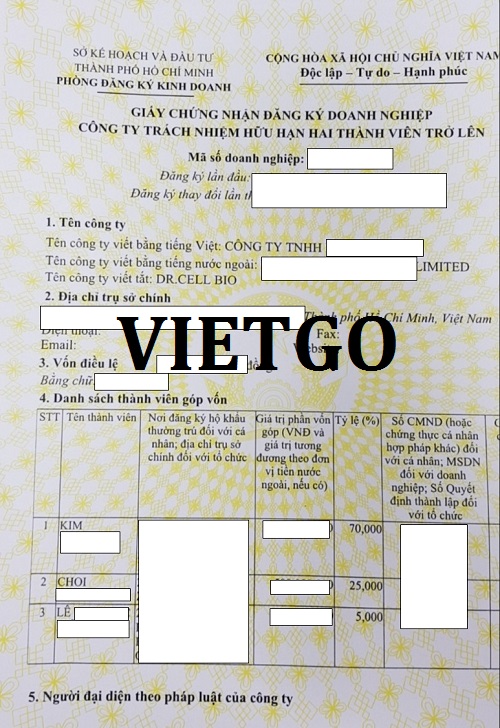 SỞ KẾ HOẠCH VÀ ĐẦU TƯ
THÀNH PHỐ HỒ CHÍ MINH
PHÒNG ĐĂNG KÝ KINH DOANH
CỘNG HÒA XÃ HỘI CHỦ NGHĨA VIỆT NAM
Độc lập – Tự do – Hạnh phúc
GIẤY CHỨNG NHẬN ĐĂNG KÝ DOANH NGHIỆP
CÔNG TY TRÁCH NHIỆM HỮU HẠN HAI THÀNH VIÊN TRỞ LÊN
Mã số doanh nghiệp:
Đăng ký lần đầu:
Đăng ký thay đổi lần
1. Tên công ty
Tên công ty viết bằng tiếng Việt: CÔNG TY TNHH
Tên công ty viết bằng tiếng nước ngoài: LIMITED
Tên công ty viết tắt: DR.CELL BIO
2. Địa chỉ trụ sở chính
Thành phố Hồ Chí Minh, Việt Nam
Điện thoại: Fax:
Email: Website:
VIETGO
3. Vốn điều lệ đồng
Bằng chữ:
4. Danh sách thành viên góp vốn
STT
Tên thành viên
Nơi đăng ký hộ khẩu
thường trú đối với cá
nhân; địa chỉ trụ sở
chính đối với tổ chức
Giá trị phần vốn
góp (VNĐ và
giá trị tương
đương theo đơn
vị tiền nước
ngoài, nếu có)
Tỷ lệ (%)
Số CMND (hoặc
chứng thực cá nhân
hợp pháp khác) đối
với cá nhân; MSDN
đối với doanh
nghiệp; Số Quyết
định thành lập đối
với tổ chức
1 KIM 70,000
2 CHOI 25,000
3 LÊ 5,000
5. Người đại diện theo pháp luật của công ty